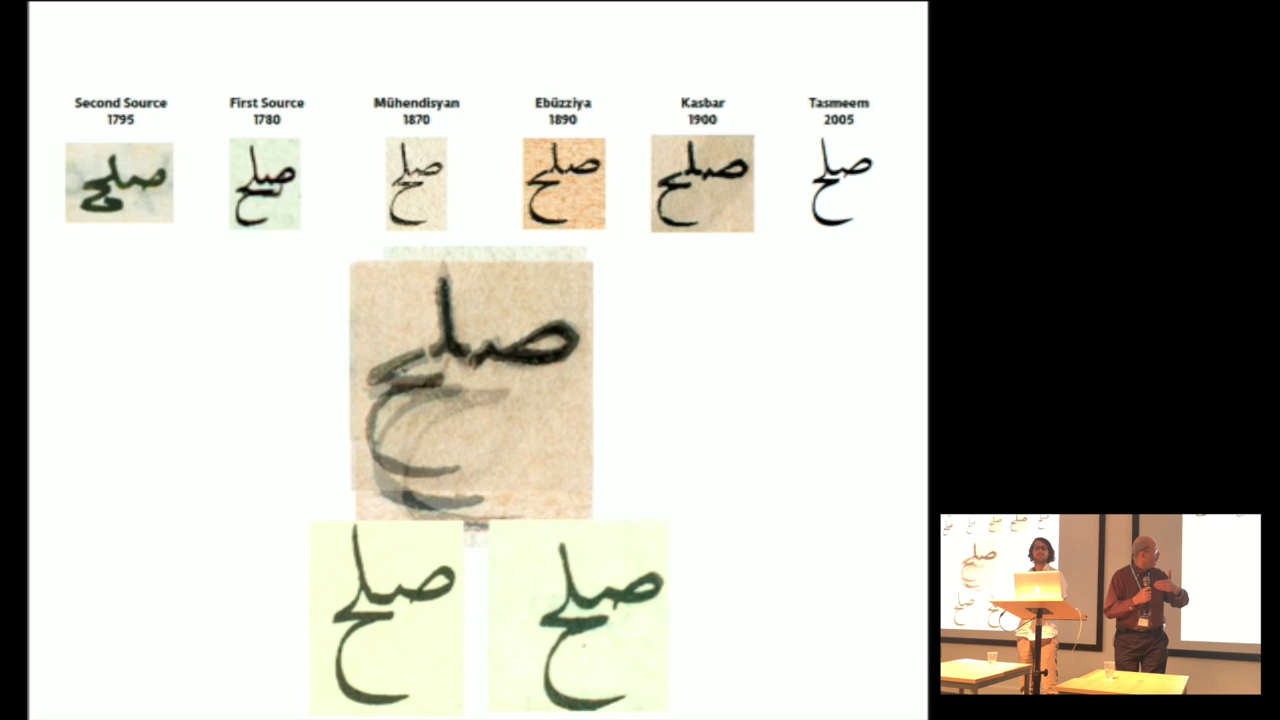 Second Source First Source Mühendisyan Ebüzziya Kasbar Tasmeem
1795 1780 1870 1890 1900 2005
صلح صلح صلح صلح صلح صلح
صلح
صلح صلح